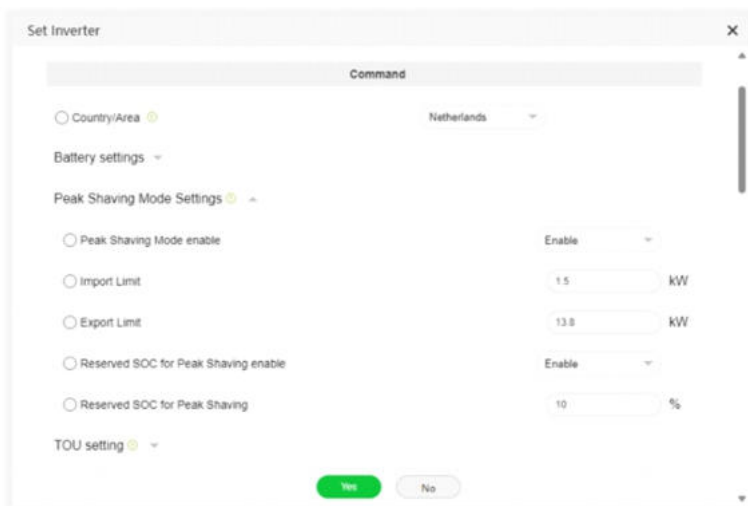 Set Inverter
Command
Country/Area Netherlands
Battery settings
Peak Shaving Mode Settings
Peak Shaving Mode enable Enable
Import Limit 1.5 kW
Export Limit 13.8 kW
Reserved SOC for Peak Shaving enable Enable
Reserved SOC for Peak Shaving 10 %
TOU setting
Yes No